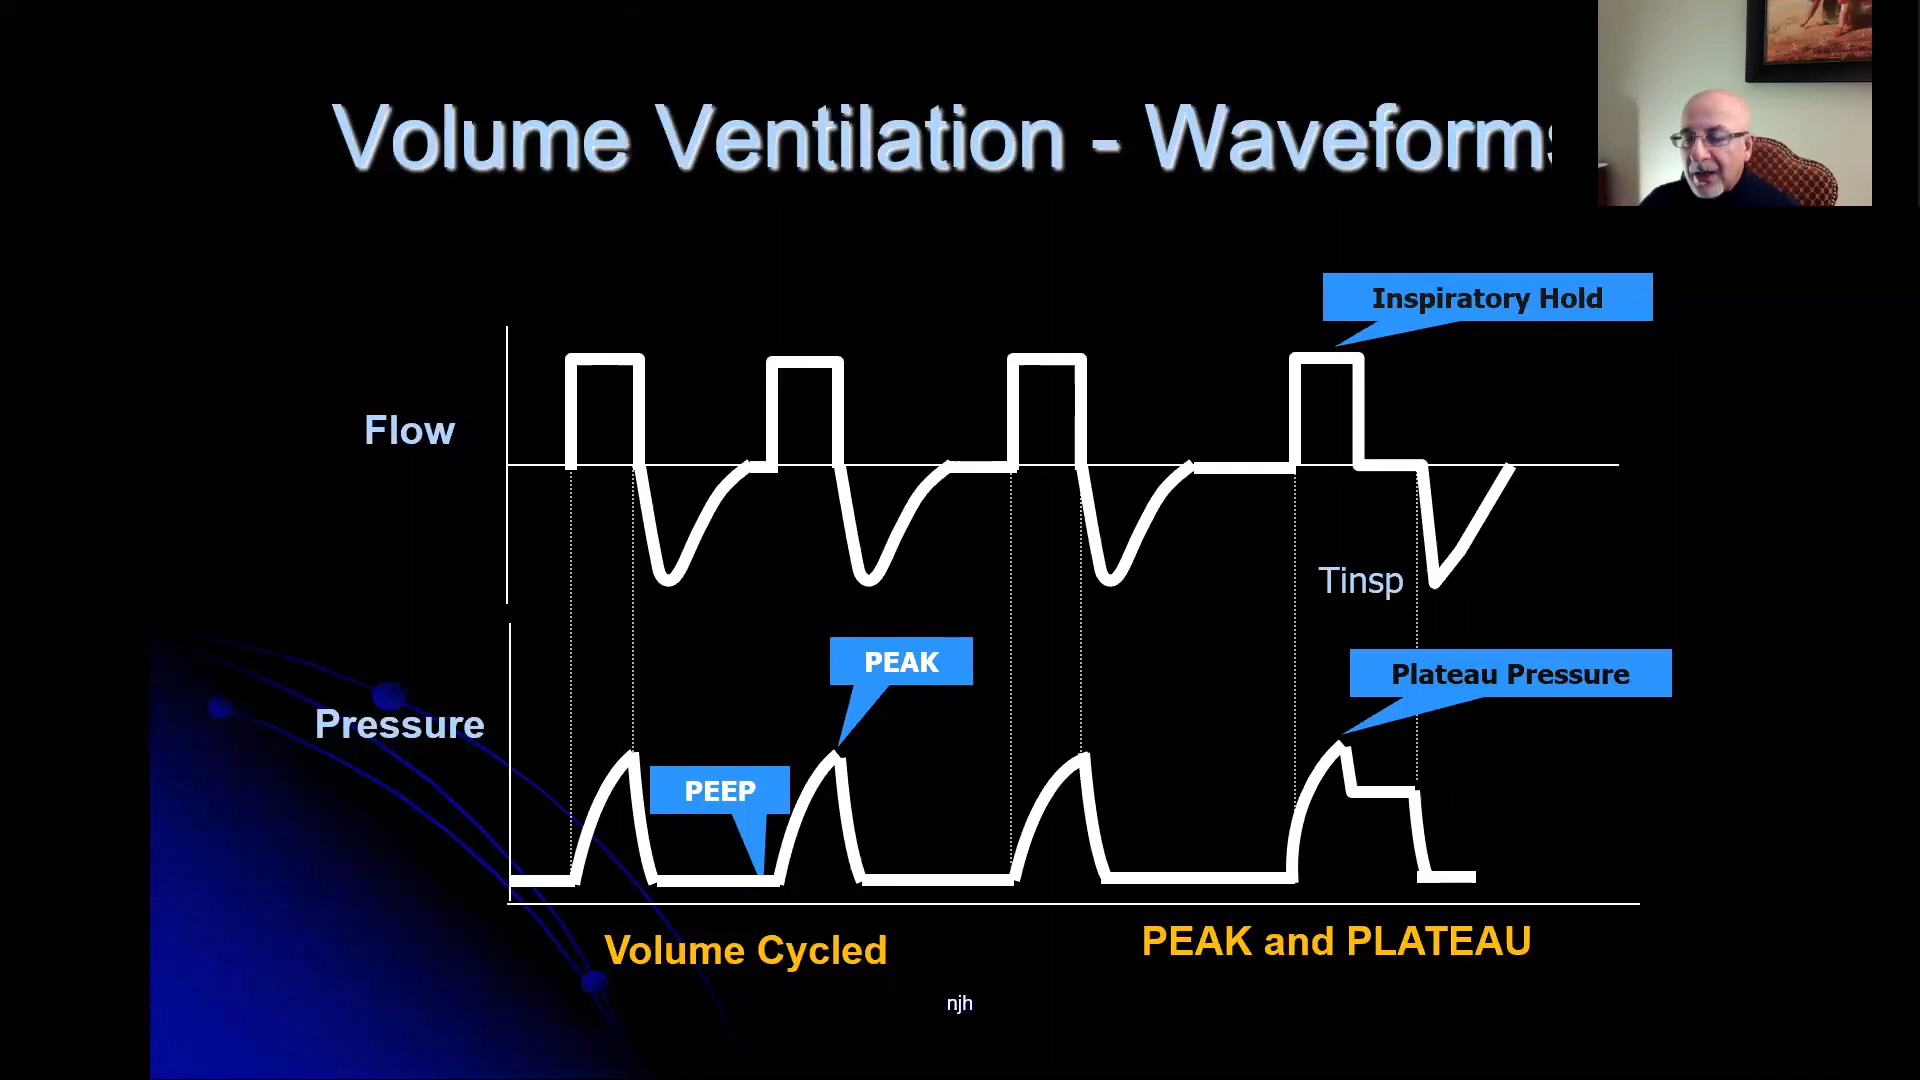 Volume Ventilation - Waveforms
Inspiratory Hold
Flow
Tinsp
PEAK
Plateau Pressure
Pressure
PEEP
Volume Cycled
PEAK and PLATEAU
njh